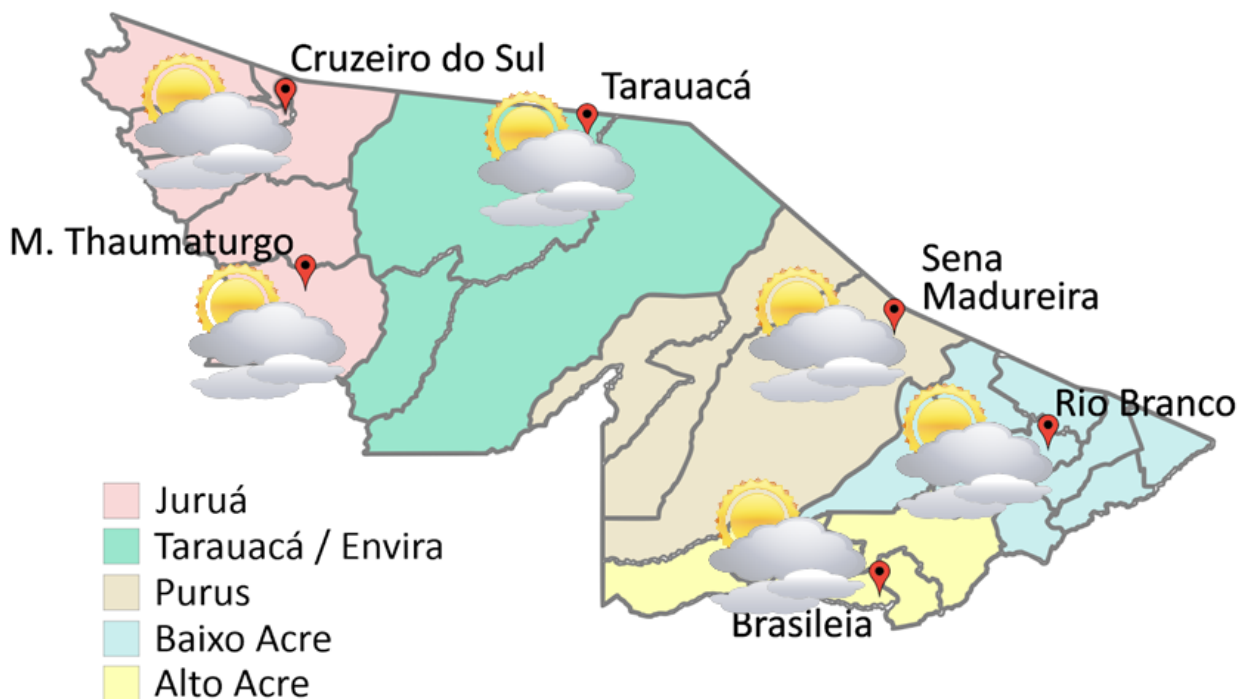 Cruzeiro do Sul
Tarauacá
M. Thaumaturgo
Sena
Madureira
Rio Branco
Brasileia
Juruá
Tarauacá / Envira
Purus
Baixo Acre
Alto Acre